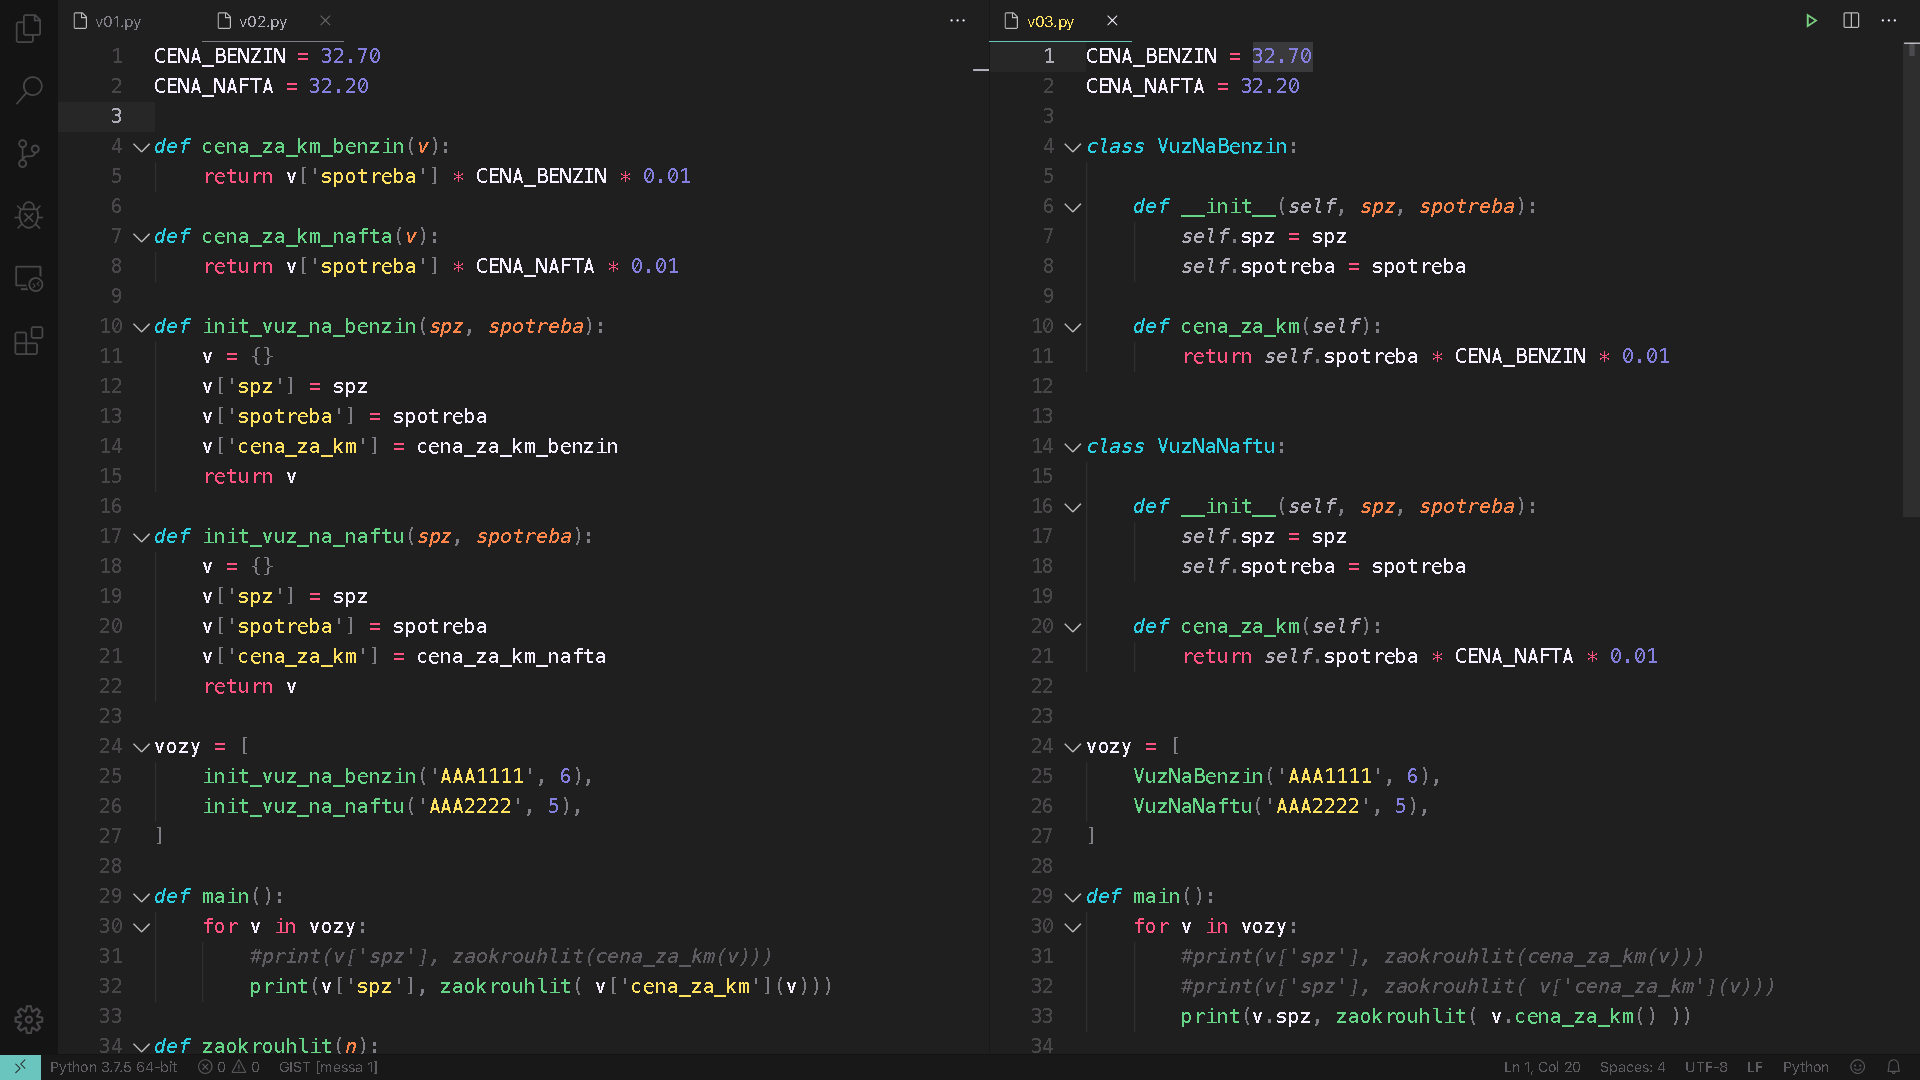 v01.py
v02.py
1 CENA_BENZIN = 32.70
2 CENA_NAFTA = 32.20
3
4 def cena_za_km_benzin(v):
5 return v['spotreba'] * CENA_BENZIN * 0.01
6
7 def cena_za_km_nafta(v):
8 return v['spotreba'] * CENA_NAFTA * 0.01
9
10 def init_vuz_na_benzin(spz, spotreba):
11 v = {}
12 v['spz'] = spz
13 v['spotreba'] = spotreba
14 v['cena_za_km'] = cena_za_km_benzin
15 return v
16
17 def init_vuz_na_naftu(spz, spotreba):
18 v = {}
19 v['spz'] = spz
20 v['spotreba'] = spotreba
21 v['cena_za_km'] = cena_za_km_nafta
22 return v
23
24 vozy = [
25 init_vuz_na_benzin('AAA1111', 6),
26 init_vuz_na_naftu('AAA2222', 5),
27 ]
28
29 def main():
30 for v in vozy:
31 #print(v['spz'], zaokrouhlit(cena_za_km(v)))
32 print(v['spz'], zaokrouhlit( v['cena_za_km'](v)))
33
34 def zaokrouhlit(n):
v03.py
1 CENA_BENZIN = 32.70
2 CENA_NAFTA = 32.20
3
4 class VuzNaBenzin:
5
6 def __init__(self, spz, spotreba):
7 self.spz = spz
8 self.spotreba = spotreba
9
10 def cena_za_km(self):
11 return self.spotreba * CENA_BENZIN * 0.01
12
13
14 class VuzNaNaftu:
15
16 def __init__(self, spz, spotreba):
17 self.spz = spz
18 self.spotreba = spotreba
19
20 def cena_za_km(self):
21 return self.spotreba * CENA_NAFTA * 0.01
22
23
24 vozy = [
25 VuzNaBenzin('AAA1111', 6),
26 VuzNaNaftu('AAA2222', 5),
27 ]
28
29 def main():
30 for v in vozy:
31 #print(v['spz'], zaokrouhlit(cena_za_km(v)))
32 #print(v['spz'], zaokrouhlit( v['cena_za_km'](v)))
33 print(v.spz, zaokrouhlit( v.cena_za_km() ))
34
Python 3.7.5 64-bit 0 0 GIST [messa 1] Ln 1, Col 20 Spaces: 4 UTF-8 LF Python